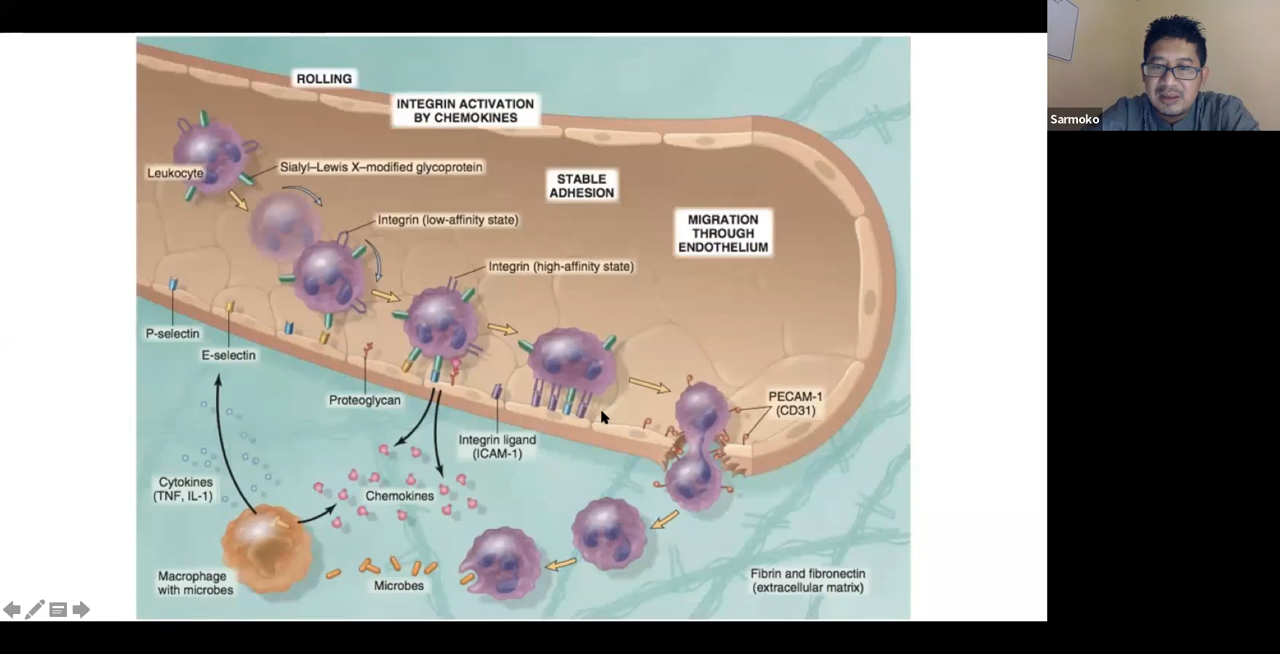 ROLLING
INTEGRIN ACTIVATION
BY CHEMOKINES
Leukocyte
Sialyl–Lewis X–modified glycoprotein
STABLE
ADHESION
Integrin (low-affinity state)
MIGRATION
THROUGH
ENDOTHELIUM
Integrin (high-affinity state)
P-selectin
E-selectin
Proteoglycan
PECAM-1
(CD31)
Integrin ligand
(ICAM-1)
Cytokines
(TNF, IL-1)
Chemokines
Macrophage
with microbes
Microbes
Fibrin and fibronectin
(extracellular matrix)
Sarmoko